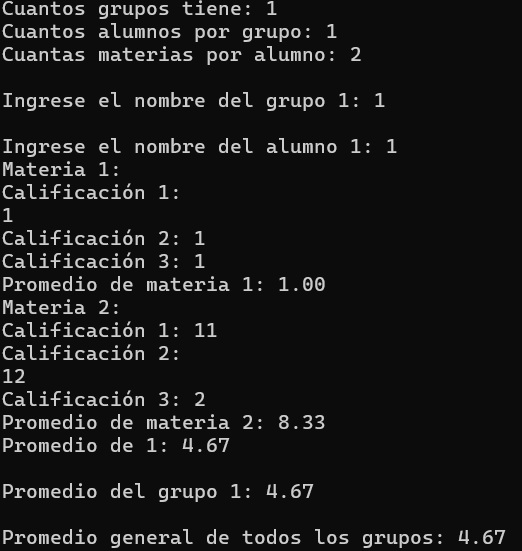 Cuantos grupos tiene: 1
Cuantos alumnos por grupo: 1
Cuantas materias por alumno: 2
Ingrese el nombre del grupo 1: 1
Ingrese el nombre del alumno 1: 1
Materia 1:
Calificación 1:
1
Calificación 2: 1
Calificación 3: 1
Promedio de materia 1: 1.00
Materia 2:
Calificación 1: 11
Calificación 2:
12
Calificación 3: 2
Promedio de materia 2: 8.33
Promedio de 1: 4.67
Promedio del grupo 1: 4.67
Promedio general de todos los grupos: 4.67